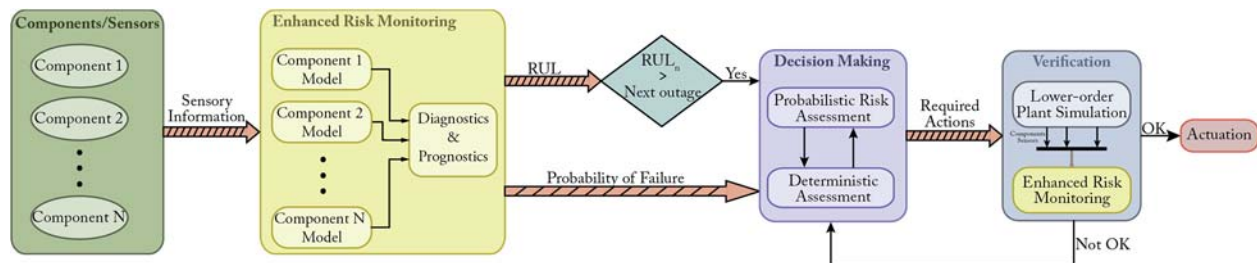 Components/Sensors
Component 1
Component 2
Component N
Sensory
Information
Enhanced Risk Monitoring
Component 1
Model
Component 2
Model
Component N
Model
Diagnostics
&
Prognostics
RUL
RULn
>
Next outage
Yes
Probability of Failure
Decision Making
Probabilistic Risk
Assessment
Deterministic
Assessment
Required
Actions
Verification
Lower-order
Plant Simulation
Components
Sensors
Enhanced Risk
Monitoring
OK
Not OK
Actuation